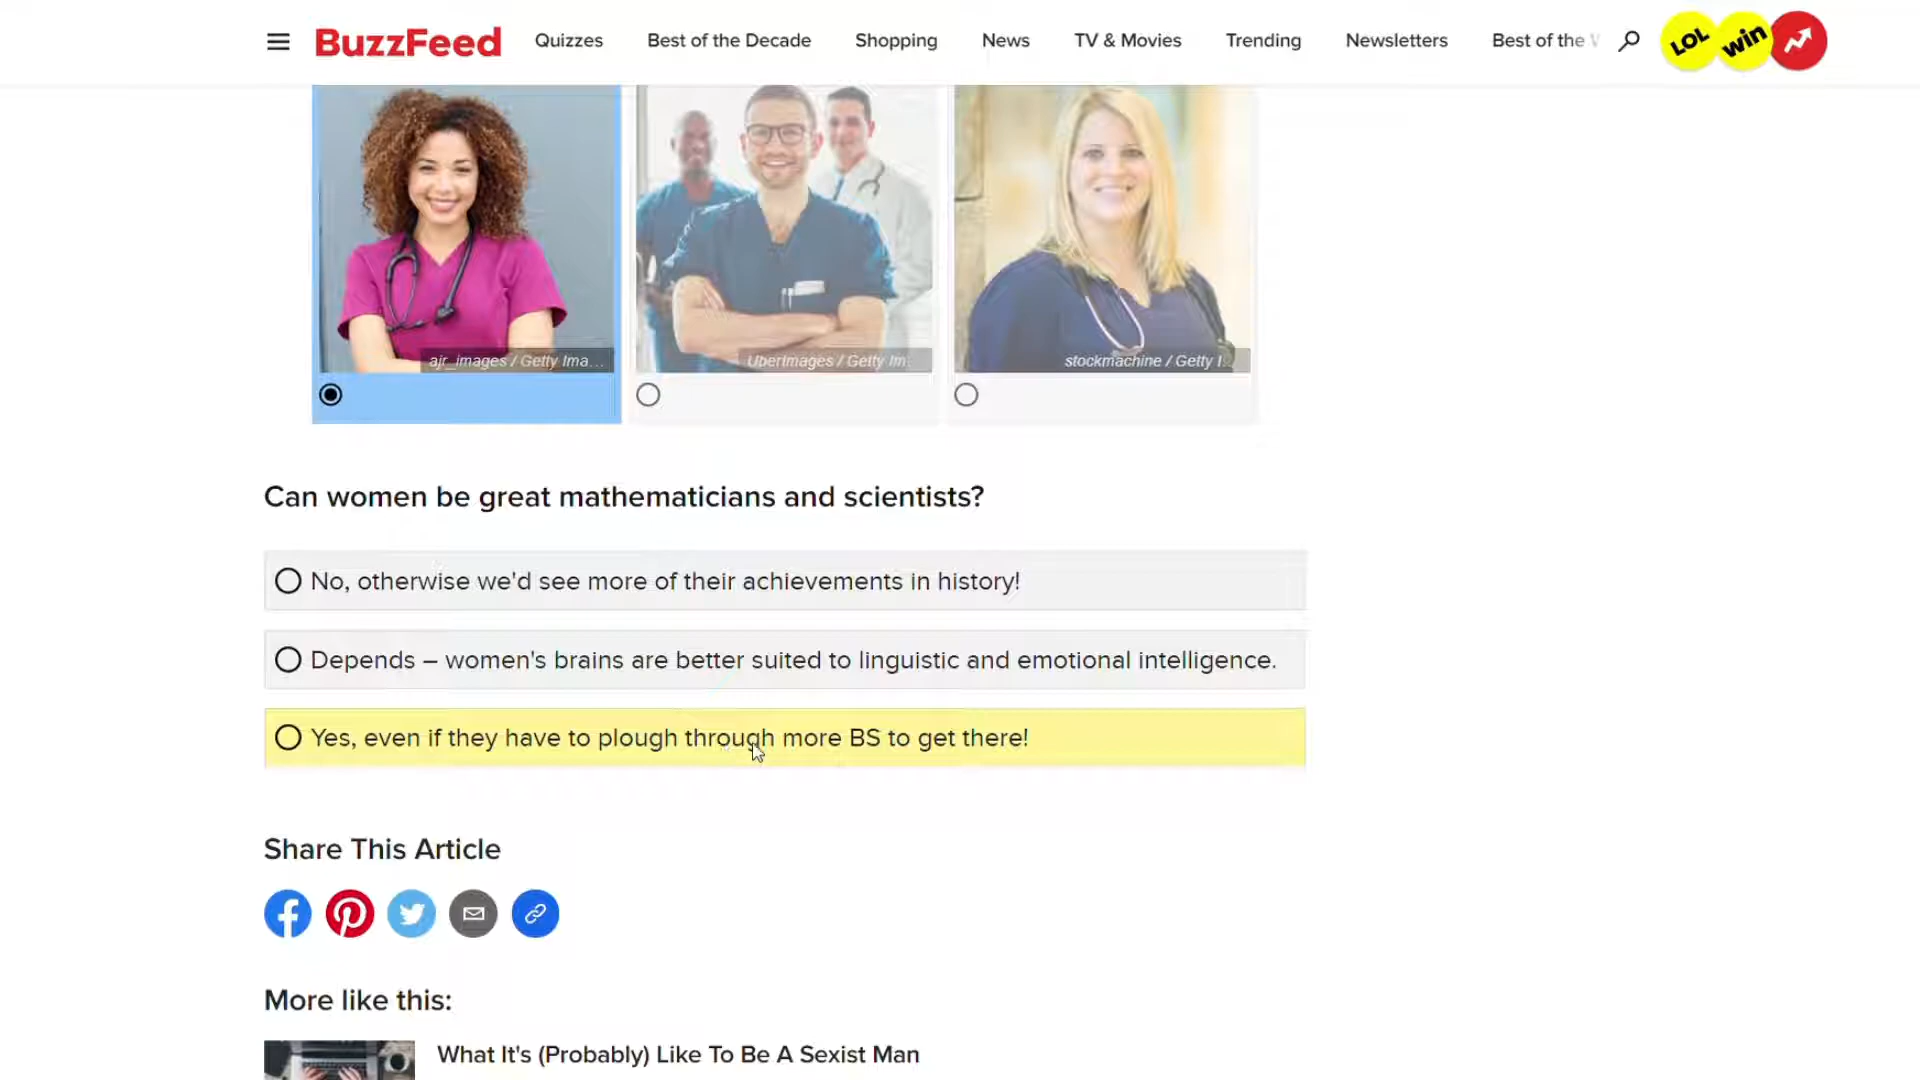 BuzzFeed
Quizzes
Best of the Decade
Shopping
News
TV & Movies
Trending
Newsletters
Best of the
LOL
win
ajr_images / Getty Ima...
UberImages / Getty Im
stockmachine / Getty I...
Can women be great mathematicians and scientists?
No, otherwise we'd see more of their achievements in history!
Depends – women's brains are better suited to linguistic and emotional intelligence.
Yes, even if they have to plough through more BS to get there!
Share This Article
More like this:
What It's (Probably) Like To Be A Sexist Man